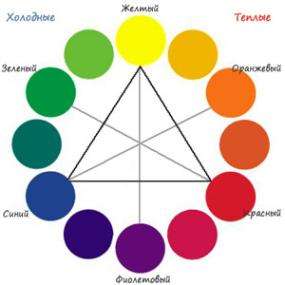 Холодные
Желтый
Теплые
Зеленый
Оранжевый
Синий
Красный
Фиолетовый